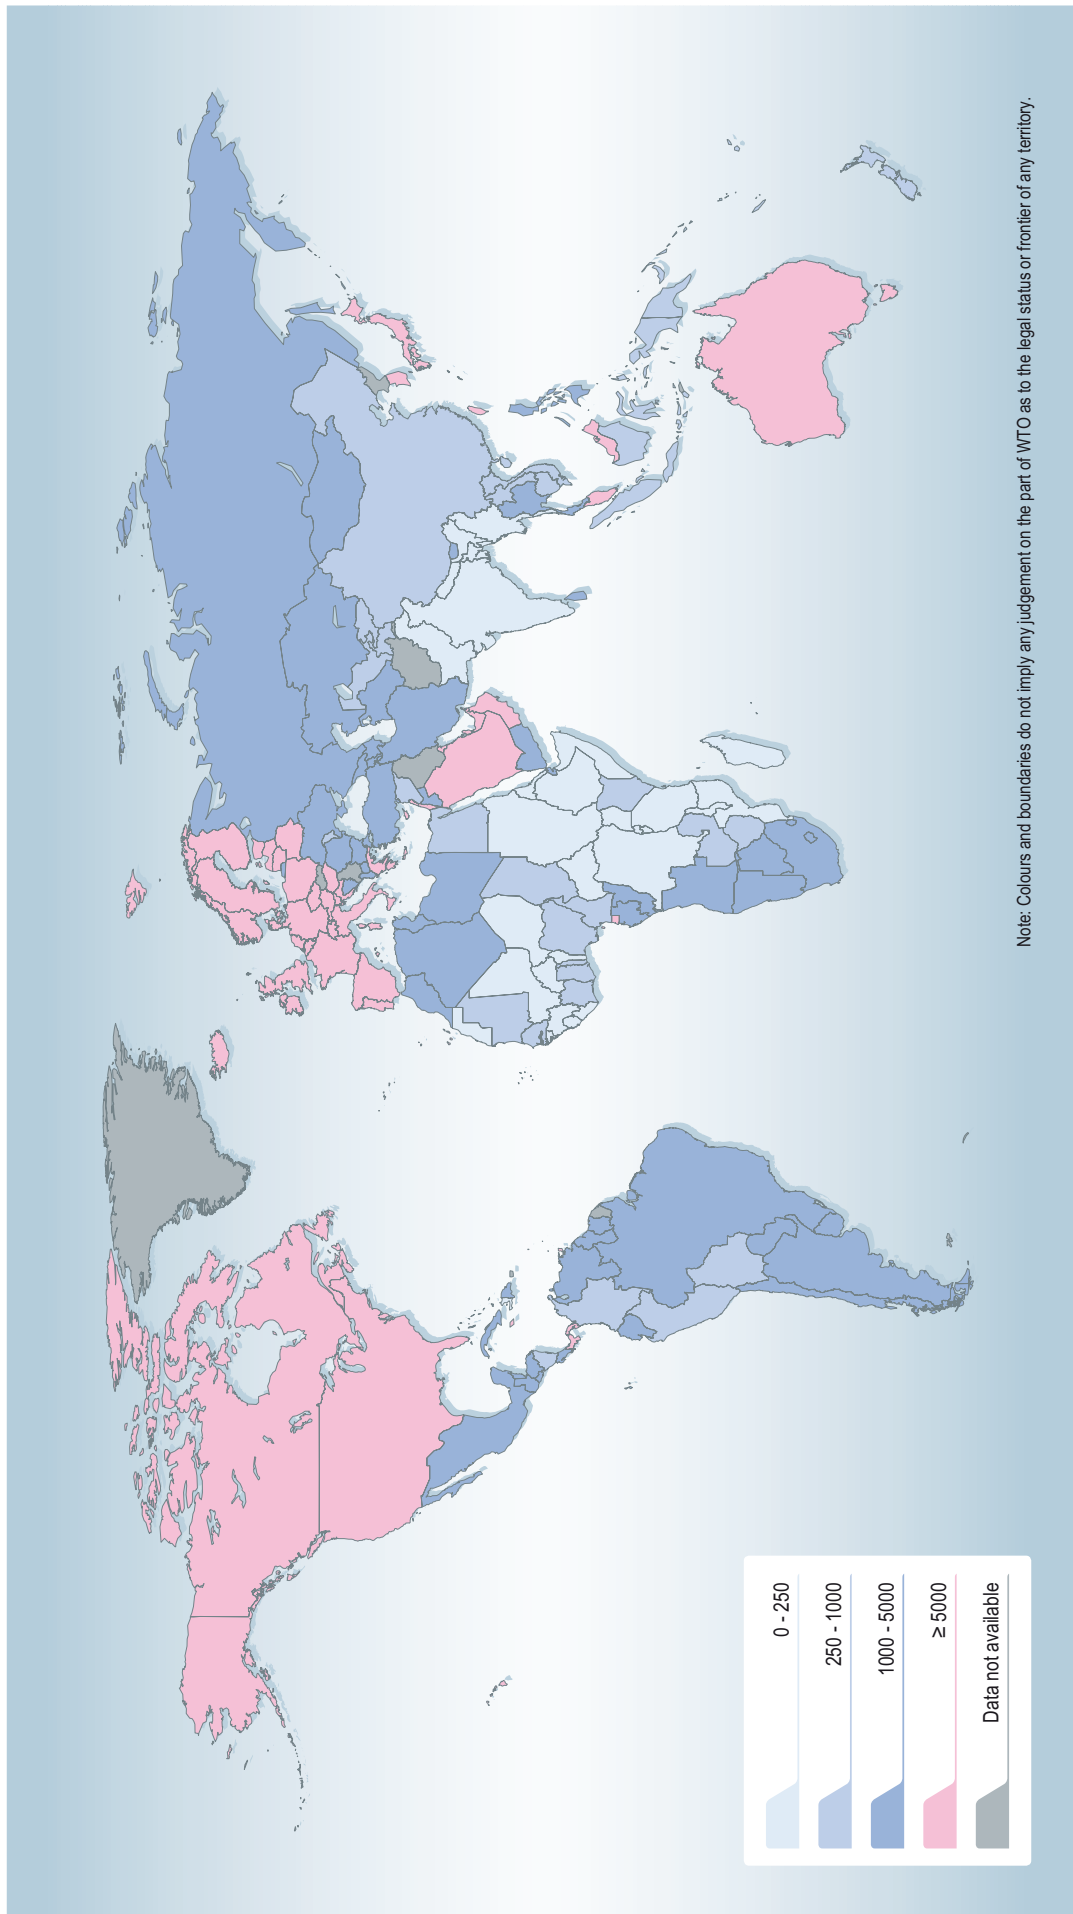 0 - 250
250 - 1000
1000 - 5000
≥ 5000
Data not available
Note: Colours and boundaries do not imply any judgement on the part of WTO as to the legal status or frontier of any territory.